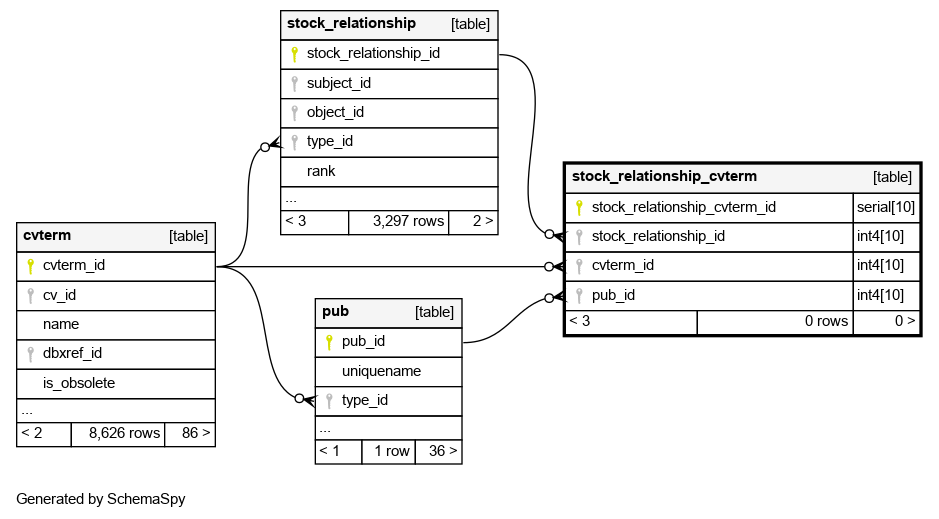 stock_relationship [table]
stock_relationship_id
subject_id
object_id
type_id
rank
...
< 3 3,297 rows 2 >
stock_relationship_cvterm [table]
stock_relationship_cvterm_id serial[10]
stock_relationship_id int4[10]
cvterm_id int4[10]
pub_id int4[10]
< 3 0 rows 0 >
cvterm [table]
cvterm_id
cv_id
name
dbxref_id
is_obsolete
...
< 2 8,626 rows 86 >
pub [table]
pub_id
uniquename
type_id
...
< 1 1 row 36 >
Generated by SchemaSpy